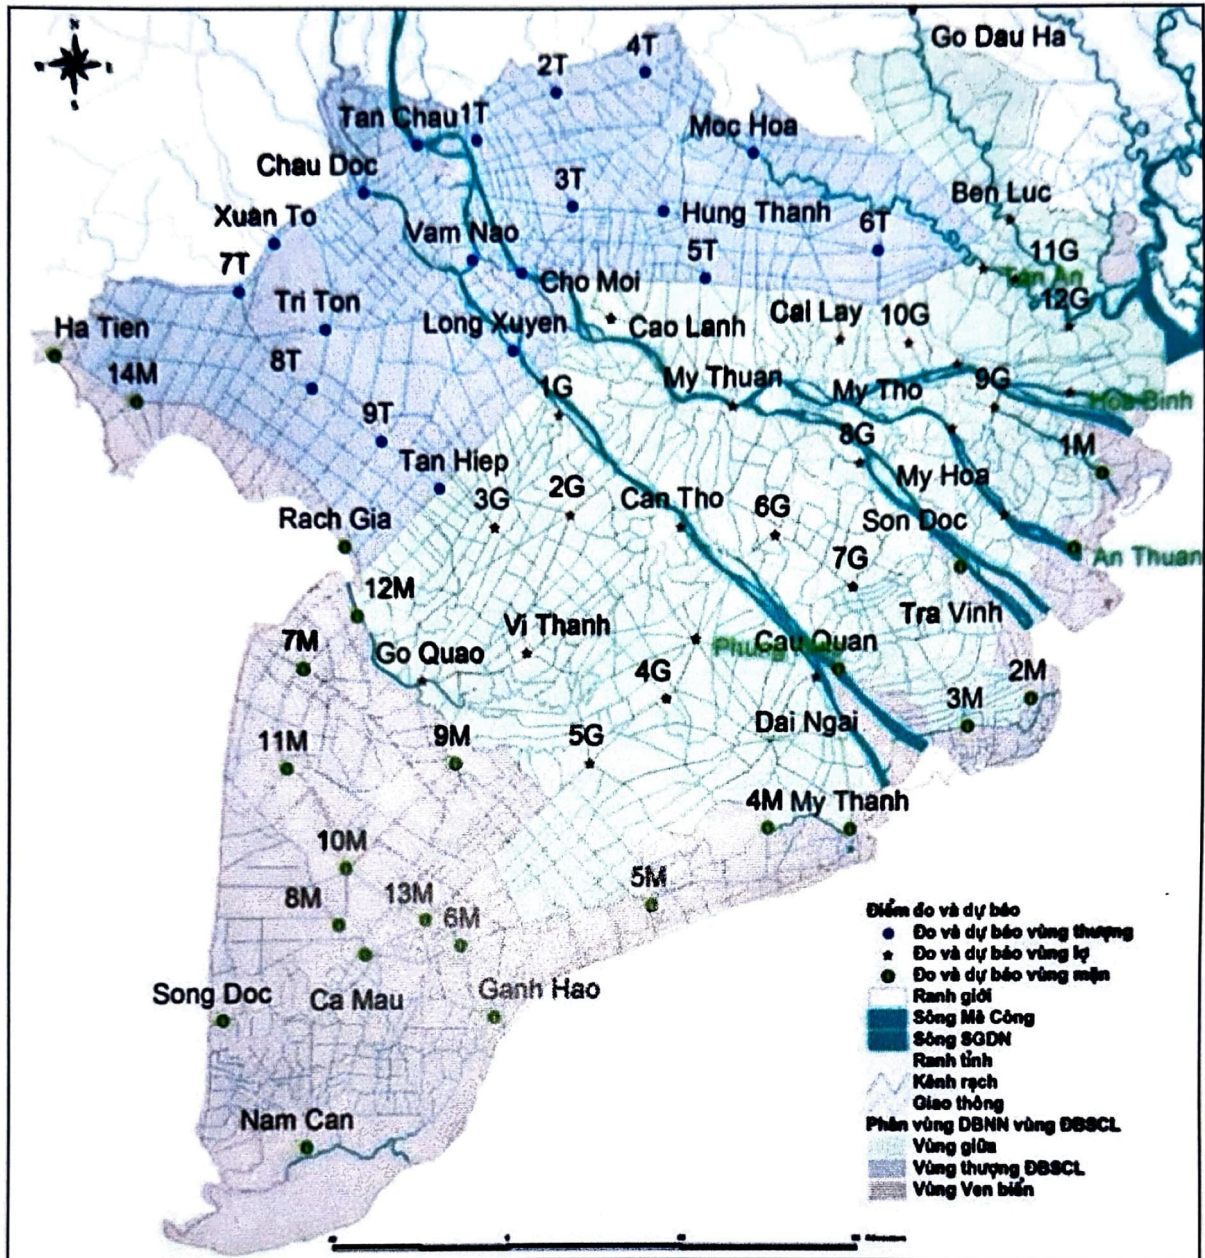 Go Dau Ha
4T
2T
Tan Chau 1T
Moc Hoa
Chau Doc
3T
Ben Luc
Xuan To
Hung Thanh
Vam Nao
6T
11G
7T
5T
Tan An
Cho Moi
12G
Tri Ton
Ha Tien
Long Xuyen
Cao Lanh
Cai Lay
10G
8T
14M
1G
My Thuan
My Tho
9G
Hoa Binh
9T
8G
1M
Tan Hiep
My Hoa
3G
2G
Can Tho
6G
Rach Gia
Son Doc
7G
An Thuan
12M
Tra Vinh
Vi Thanh
7M
Go Quao
Phung
Cau Quan
4G
2M
3M
Dai Ngai
11M
9M
5G
4M
My Thanh
10M
5M
8M
13M
6M
Song Doc
Ca Mau
Ganh Hao
Nam Can
Điểm đo và dự báo
Đo và dự báo vùng thượng
Đo và dự báo vùng lợ
Đo và dự báo vùng mặn
Ranh giới
Sông Mê Công
Sông SGDN
Ranh tỉnh
Kênh rạch
Giao thông
Phân vùng DBNN vùng ĐBSCL
Vùng giữa
Vùng thượng ĐBSCL
Vùng Ven biển